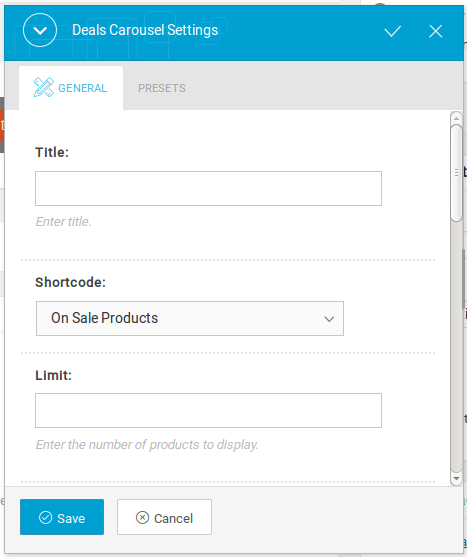 Deals Carousel Settings
GENERAL
PRESETS
Title:
Enter title.
Shortcode:
On Sale Products
Limit:
Enter the number of products to display.
Save
Cancel